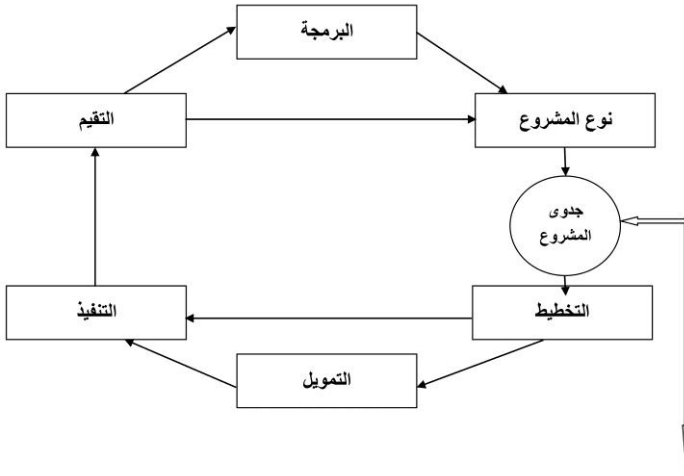 البرمجة
نوع المشروع
التقيم
جدوى
المشروع
التخطيط
التنفيذ
التمويل